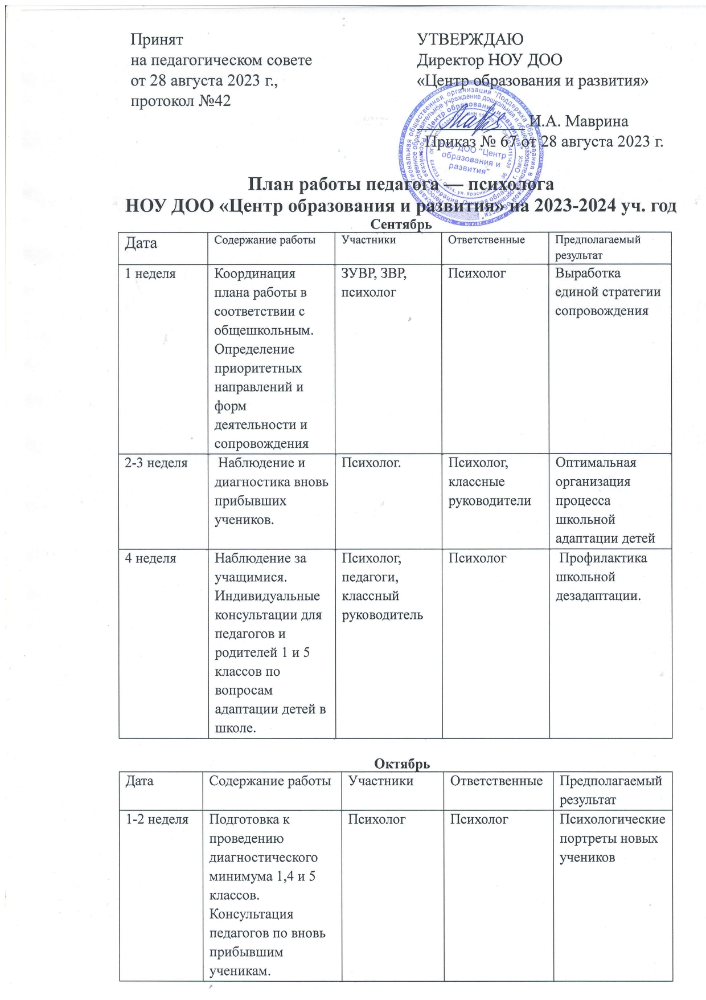 Принят
на педагогическом совете
от 28 августа 2023 г.,
протокол №42
УТВЕРЖДАЮ
Директор НОУ ДОО
«Центр образования и развития»
И.А. Маврина
Приказ № 67 от 28 августа 2023 г.
НОУ ДОО "Центр
образования и
развития"
План работы педагога — психолога
НОУ ДОО «Центр образования и развития» на 2023-2024 уч. год
Сентябрь
Дата
Содержание работы
Участники
Ответственные
Предполагаемый
результат
1 неделя
Координация
плана работы в
соответствии с
общешкольным.
Определение
приоритетных
направлений и
форм
деятельности и
сопровождения
ЗУВР, ЗВР,
психолог
Психолог
Выработка
единой стратегии
сопровождения
2-3 неделя
Наблюдение и
диагностика вновь
прибывших
учеников.
Психолог.
Психолог,
классные
руководители
Оптимальная
организация
процесса
школьной
адаптации детей
4 неделя
Наблюдение за
учащимися.
Индивидуальные
консультации для
педагогов и
родителей 1 и 5
классов по
вопросам
адаптации детей в
школе.
Психолог,
педагоги,
классный
руководитель
Психолог
Профилактика
школьной
дезадаптации.
Октябрь
Дата
Содержание работы
Участники
Ответственные
Предполагаемый
результат
1-2 неделя
Подготовка к
проведению
диагностического
минимума 1,4 и 5
классов.
Консультация
педагогов по вновь
прибывшим
ученикам.
Психолог
Психолог
Психологические
портреты новых
учеников